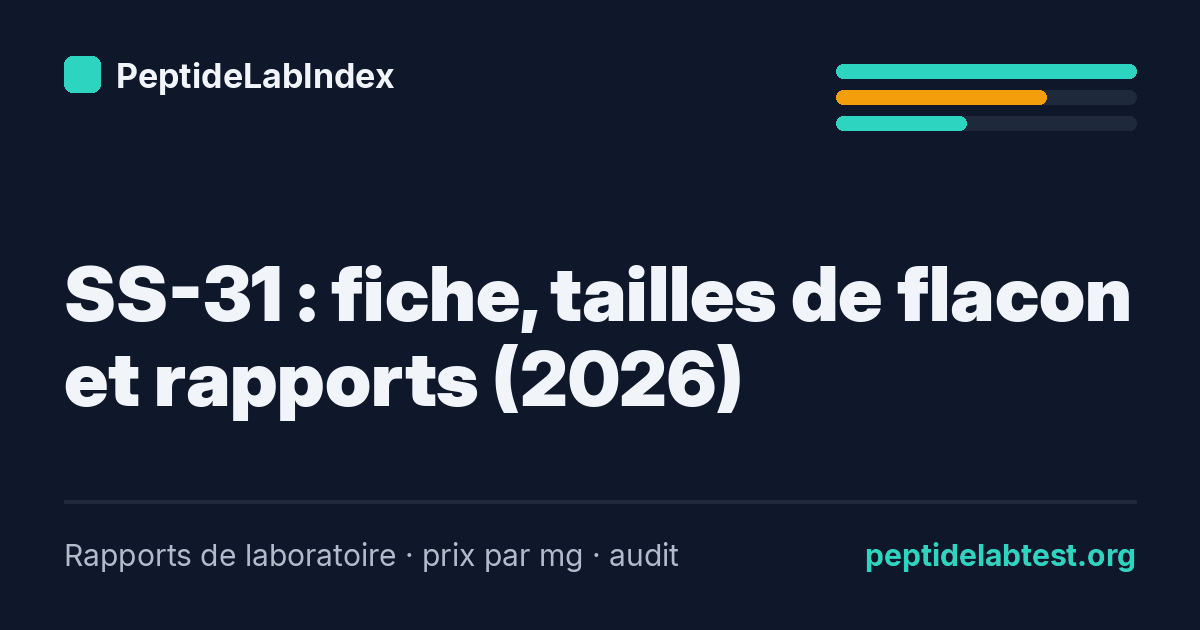 PeptideLabIndex
SS-31 : fiche, tailles de flacon
et rapports (2026)
Rapports de laboratoire · prix par mg · audit
peptidelabtest.org